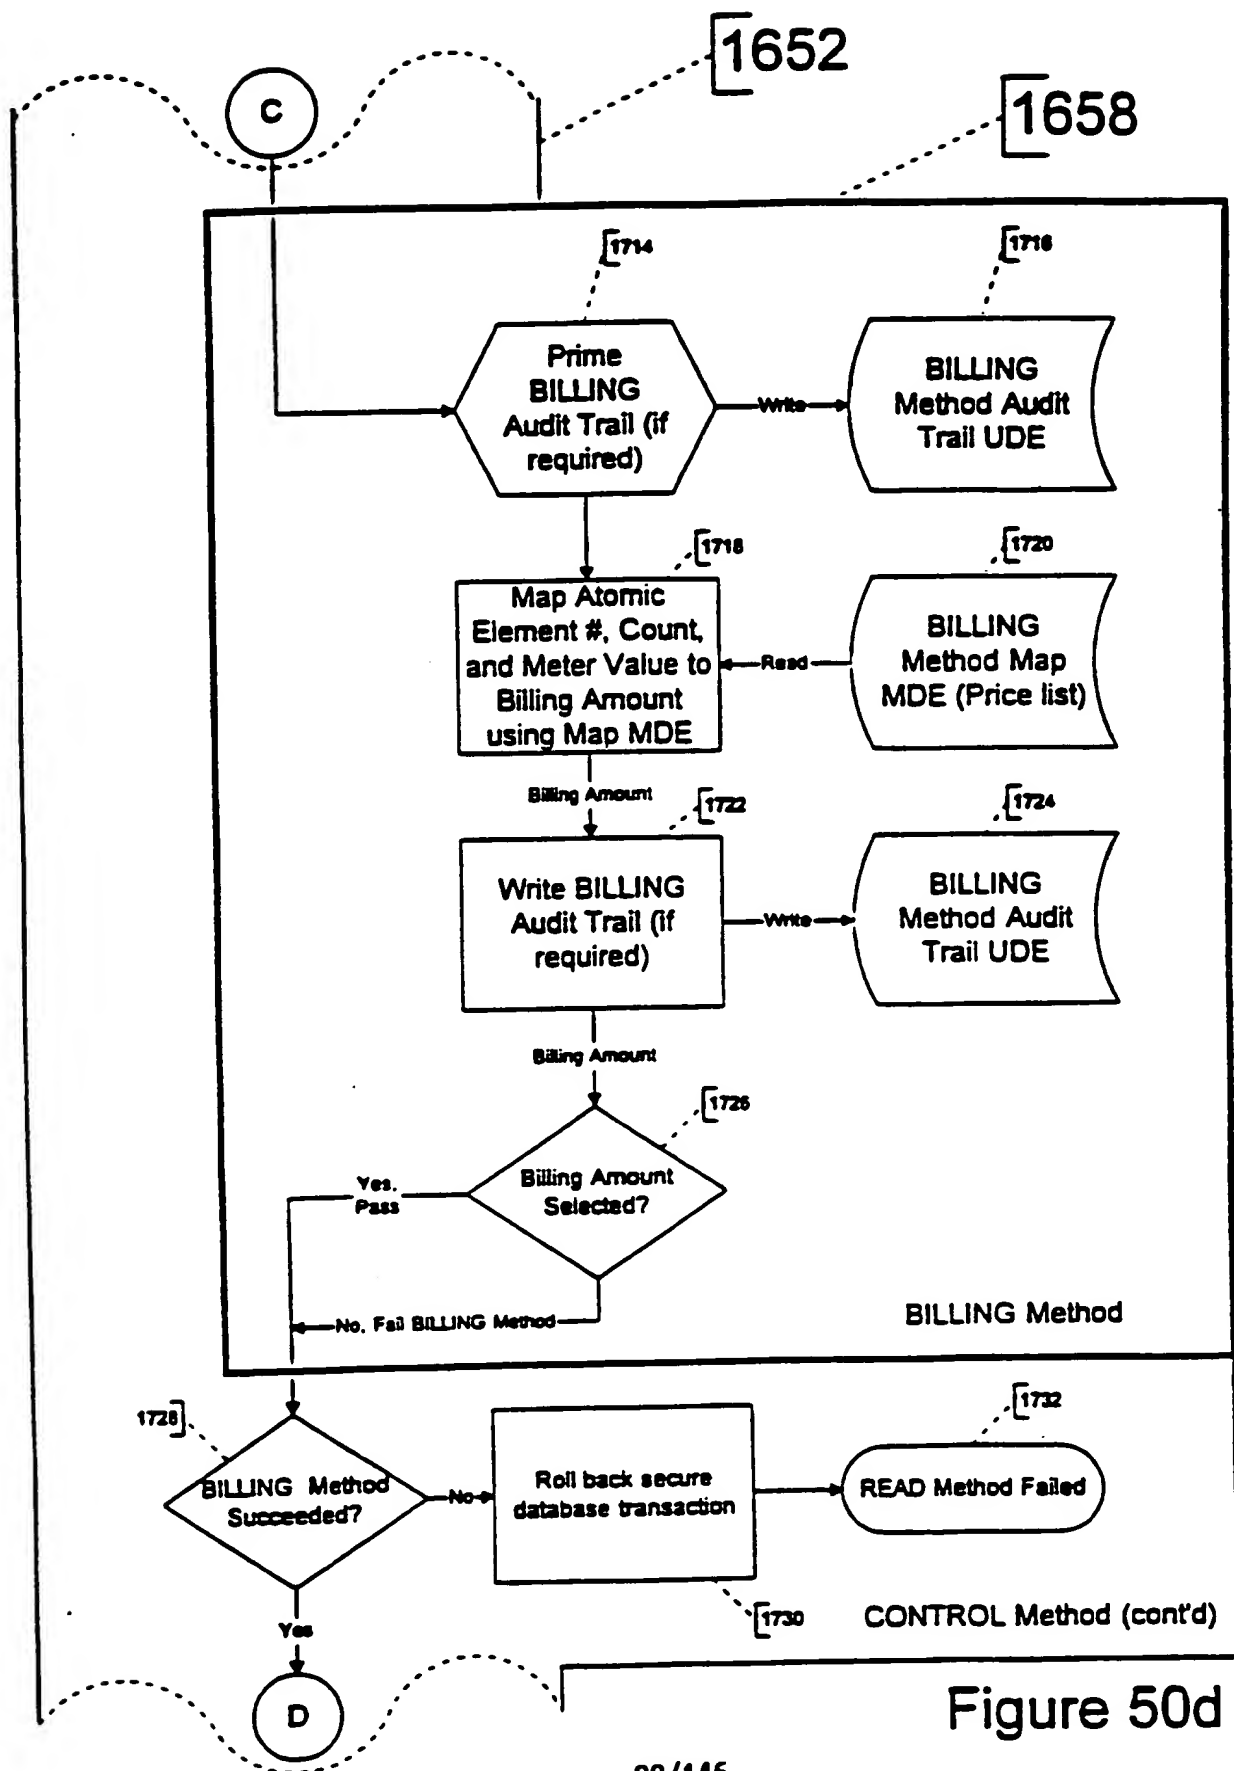 1652
C
1658
1714
1716
Prime
BILLING
Audit Trail (if
required)
Write
BILLING
Method Audit
Trail UDE
1718
1720
Map Atomic
Element #, Count,
and Meter Value to
Billing Amount
using Map MDE
Read
BILLING
Method Map
MDE (Price list)
Billing Amount
1722
1724
Write BILLING
Audit Trail (if
required)
Write
BILLING
Method Audit
Trail UDE
Billing Amount
1726
Billing Amount
Selected?
Yes,
Pass
No, Fail BILLING Method
BILLING Method
1728
1732
BILLING Method
Succeeded?
No
Roll back secure
database transaction
READ Method Failed
1730
CONTROL Method (cont'd)
Yes
D
Figure 50d